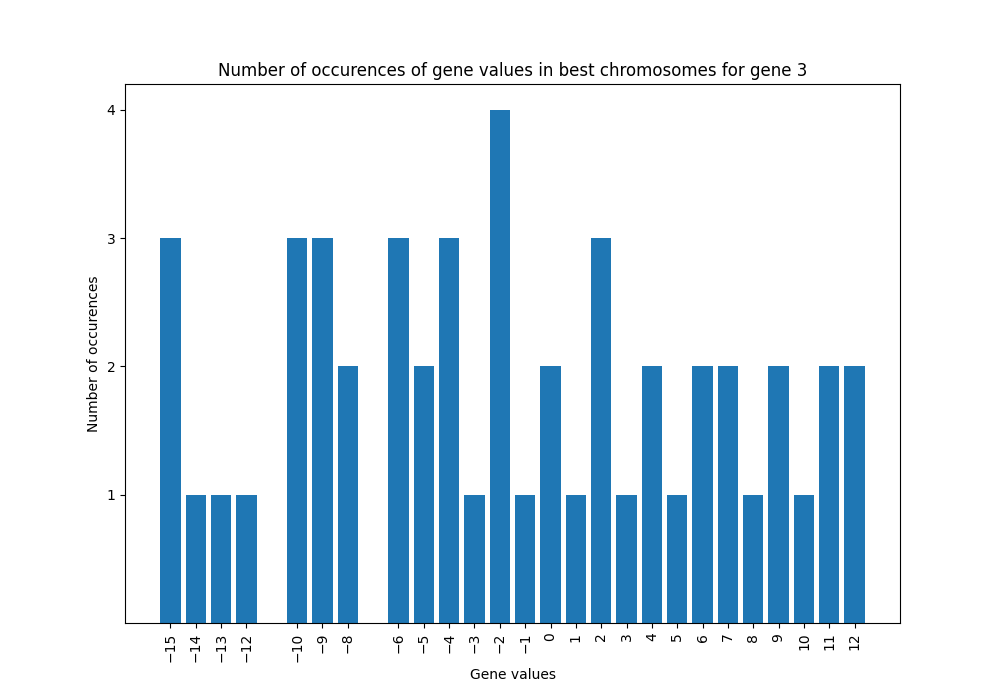 Number of occurences of gene values in best chromosomes for gene 3
Number of occurences
4
3
2
1
−15 −14 −13 −12 −10 −9 −8 −6 −5 −4 −3 −2 −1 0 1 2 3 4 5 6 7 8 9 10 11 12
Gene values